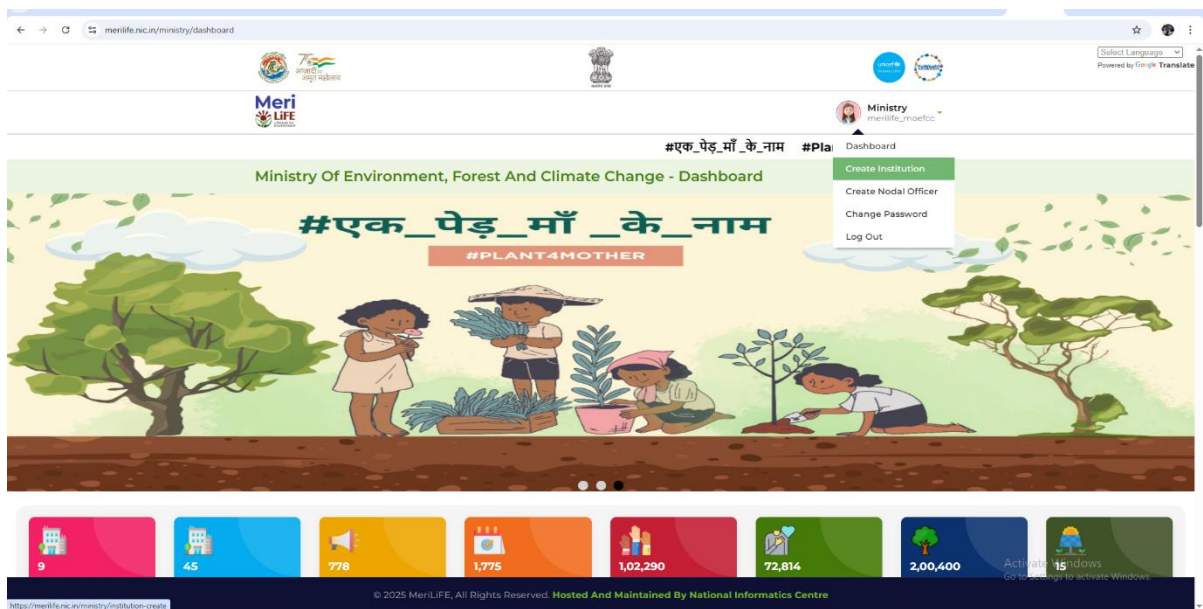 merilife.nic.in/ministry/dashboard
Select Language
Powered by Google Translate
unicef
Meri
LiFE
Ministry
merilife_moefcc
#एक_पेड़_माँ_के_नाम #Pla
Dashboard
Create Institution
Create Nodal Officer
Change Password
Log Out
Ministry Of Environment, Forest And Climate Change - Dashboard
#एक_पेड़_माँ _के_नाम
#PLANT4MOTHER
9
45
778
1,775
1,02,290
72,814
2,00,400
15
Activate Windows
Go to Settings to activate Windows.
© 2025 MeriLiFE, All Rights Reserved. Hosted And Maintained By National Informatics Centre
https://merilife.nic.in/ministry/institution-create